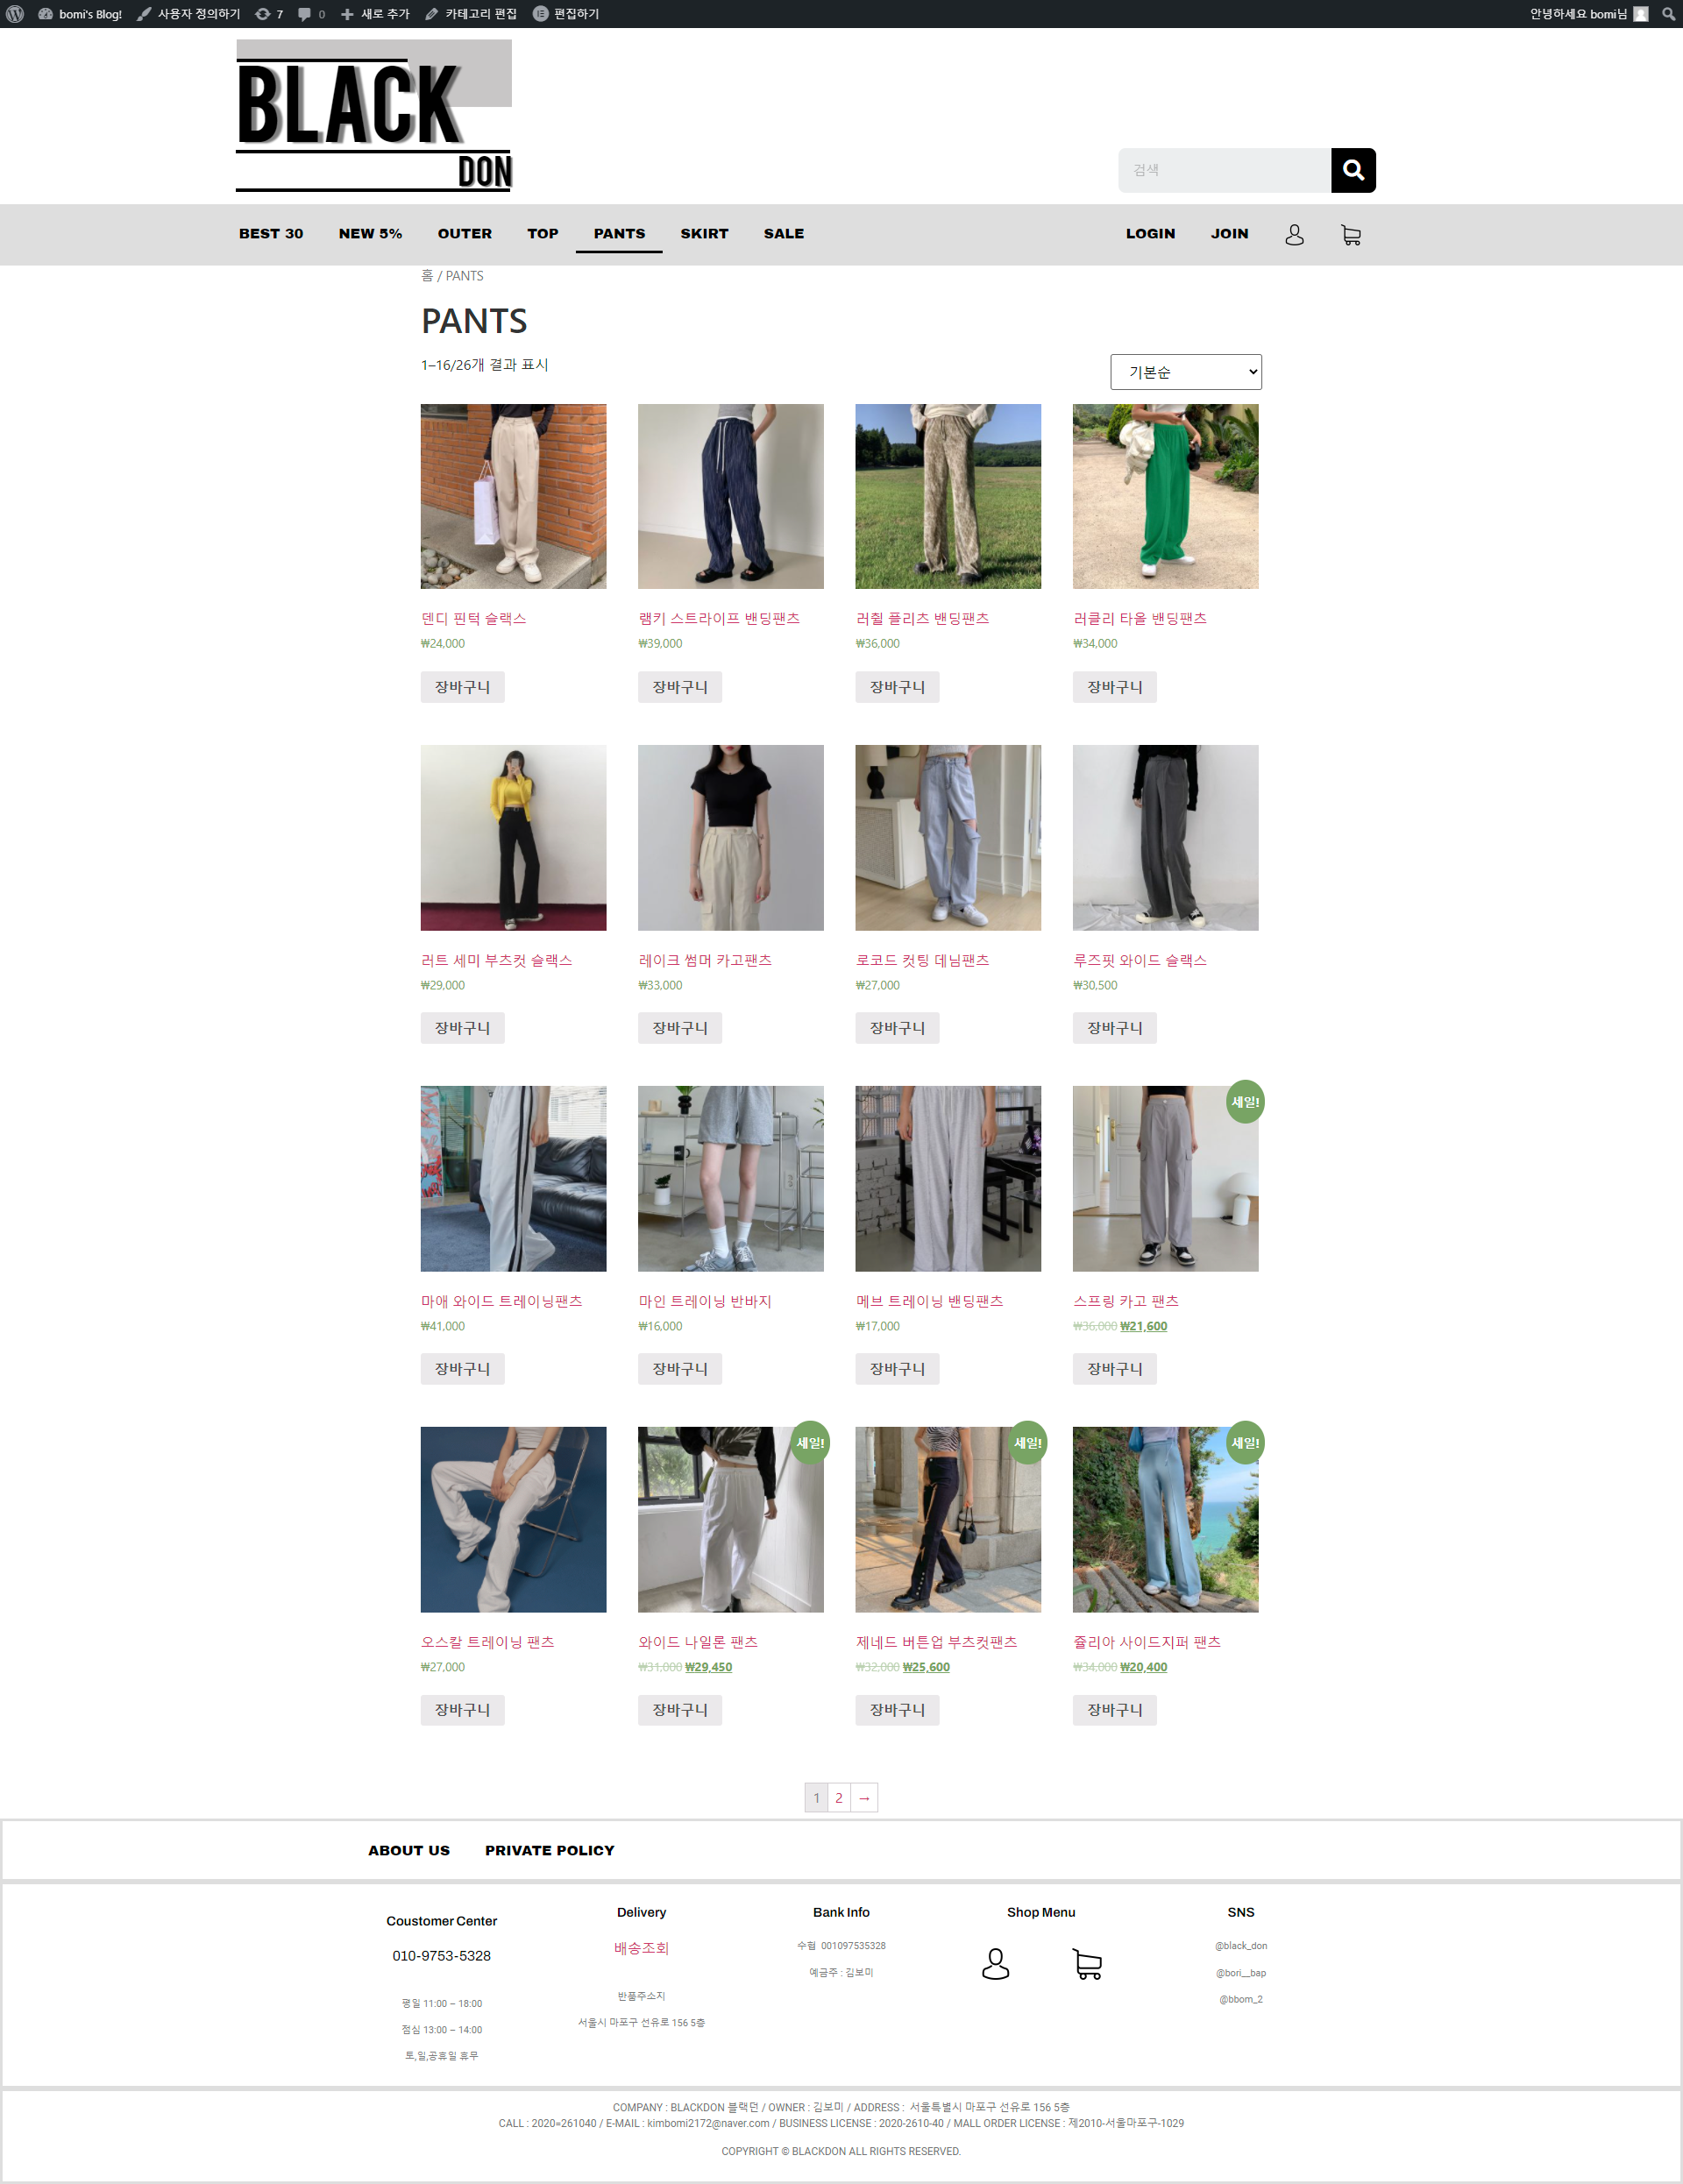 bomi's Blog! 사용자 정의하기 7 0 새로 추가 카테고리 편집 편집하기 안녕하세요 bomi님
BLACK
DON
검색
BEST 30 NEW 5% OUTER TOP PANTS SKIRT SALE LOGIN JOIN
홈 / PANTS
PANTS
1–16/26개 결과 표시 기본순
덴디 핀턱 슬랙스 램키 스트라이프 밴딩팬츠 러췰 플리츠 밴딩팬츠 러클리 타올 밴딩팬츠
₩24,000 ₩39,000 ₩36,000 ₩34,000
장바구니 장바구니 장바구니 장바구니
러트 세미 부츠컷 슬랙스 레이크 썸머 카고팬츠 로코드 컷팅 데님팬츠 루즈핏 와이드 슬랙스
₩29,000 ₩33,000 ₩27,000 ₩30,500
장바구니 장바구니 장바구니 장바구니
세일!
마애 와이드 트레이닝팬츠 마인 트레이닝 반바지 메브 트레이닝 밴딩팬츠 스프링 카고 팬츠
₩41,000 ₩16,000 ₩17,000 ₩36,000 ₩21,600
장바구니 장바구니 장바구니 장바구니
세일! 세일! 세일!
오스칼 트레이닝 팬츠 와이드 나일론 팬츠 제네드 버튼업 부츠컷팬츠 쥴리아 사이드지퍼 팬츠
₩27,000 ₩31,000 ₩29,450 ₩32,000 ₩25,600 ₩34,000 ₩20,400
장바구니 장바구니 장바구니 장바구니
1 2 →
ABOUT US PRIVATE POLICY
Coustomer Center
010-9753-5328
평일 11:00 – 18:00
점심 13:00 – 14:00
토,일,공휴일 휴무
Delivery
배송조회
반품주소지
서울시 마포구 선유로 156 5층
Bank Info
수협 001097535328
예금주 : 김보미
Shop Menu
SNS
@black_don
@bori__bap
@bbom_2
COMPANY : BLACKDON 블랙던 / OWNER : 김보미 / ADDRESS : 서울특별시 마포구 선유로 156 5층
CALL : 2020=261040 / E-MAIL : kimbomi2172@naver.com / BUSINESS LICENSE : 2020-2610-40 / MALL ORDER LICENSE : 제2010-서울마포구-1029
COPYRIGHT © BLACKDON ALL RIGHTS RESERVED.